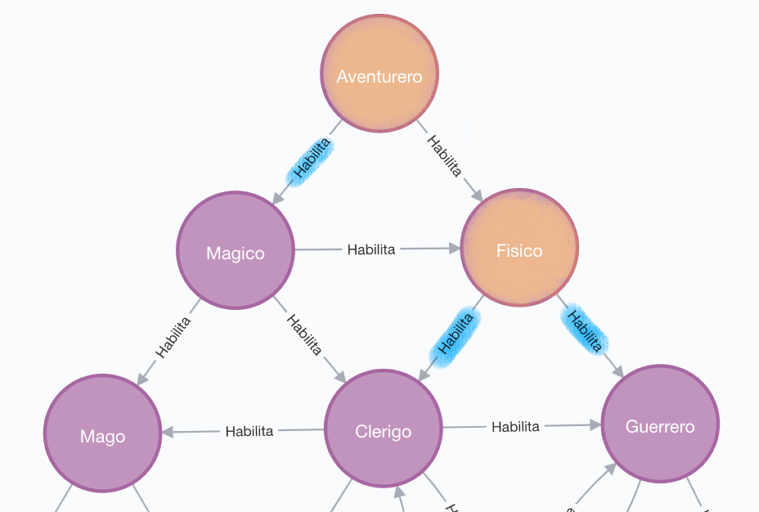 Aventurero
Habilita
Habilita
Magico
Habilita
Fisico
Habilita
Habilita
Habilita
Habilita
Mago
Habilita
Clerigo
Habilita
Guerrero